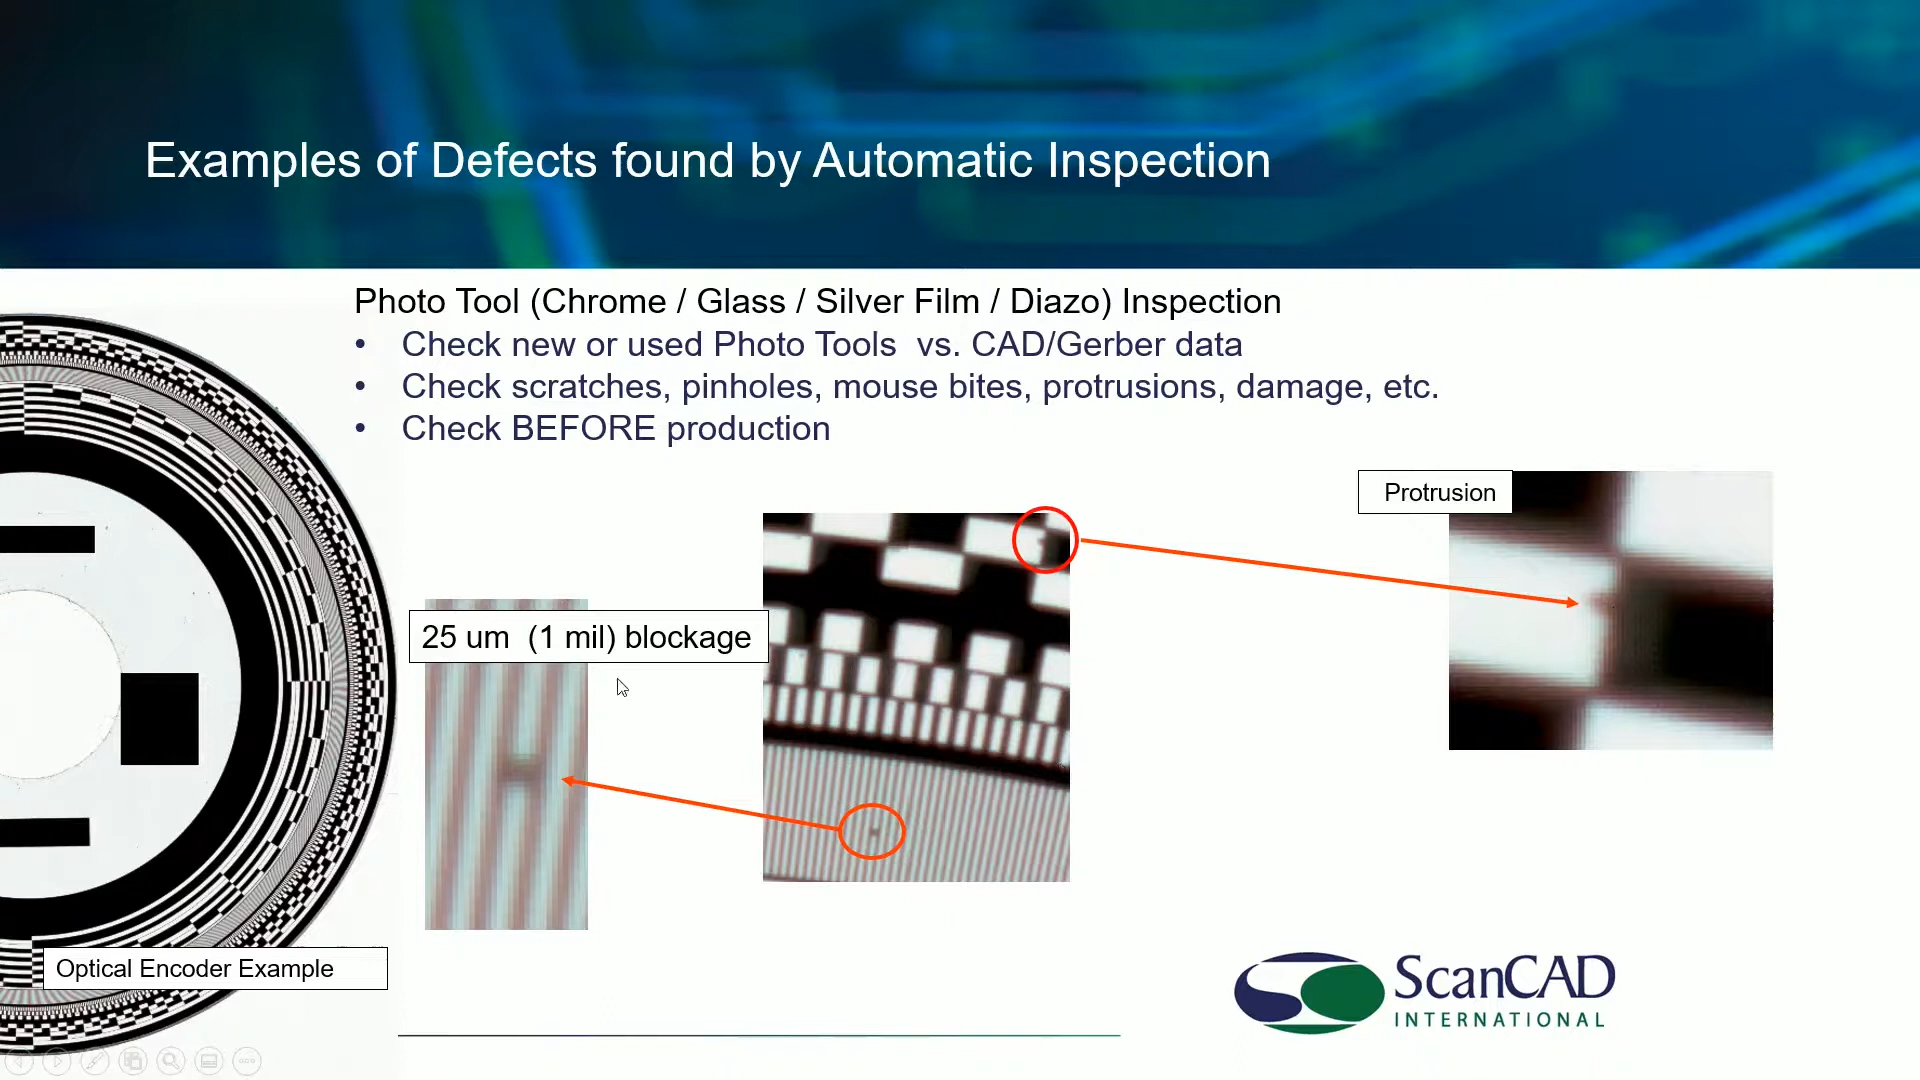 Examples of Defects found by Automatic Inspection
Photo Tool (Chrome / Glass / Silver Film / Diazo) Inspection
• Check new or used Photo Tools  vs. CAD/Gerber data
• Check scratches, pinholes, mouse bites, protrusions, damage, etc.
• Check BEFORE production
Protrusion
25 um  (1 mil) blockage
Optical Encoder Example
ScanCAD
INTERNATIONAL